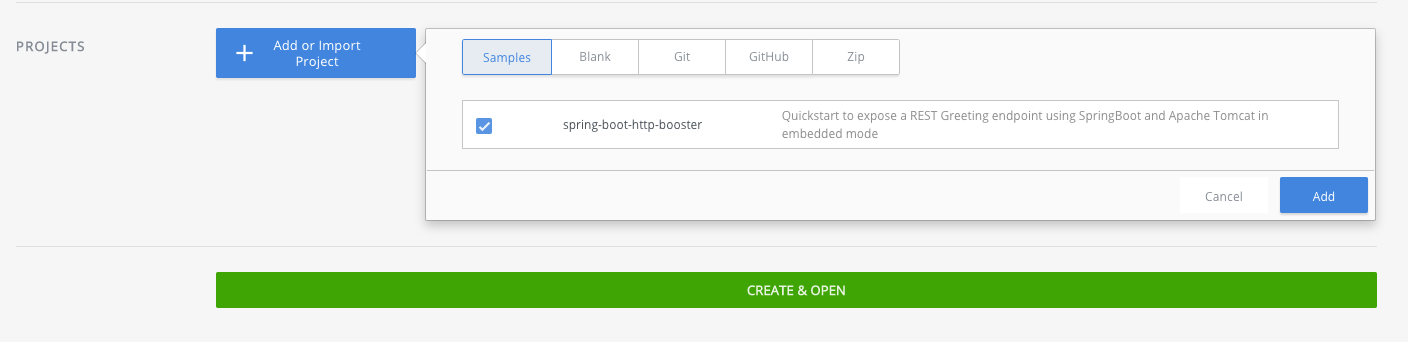 PROJECTS
Add or Import
Project
Samples
Blank
Git
GitHub
Zip
spring-boot-http-booster
Quickstart to expose a REST Greeting endpoint using SpringBoot and Apache Tomcat in
embedded mode
Cancel
Add
CREATE & OPEN